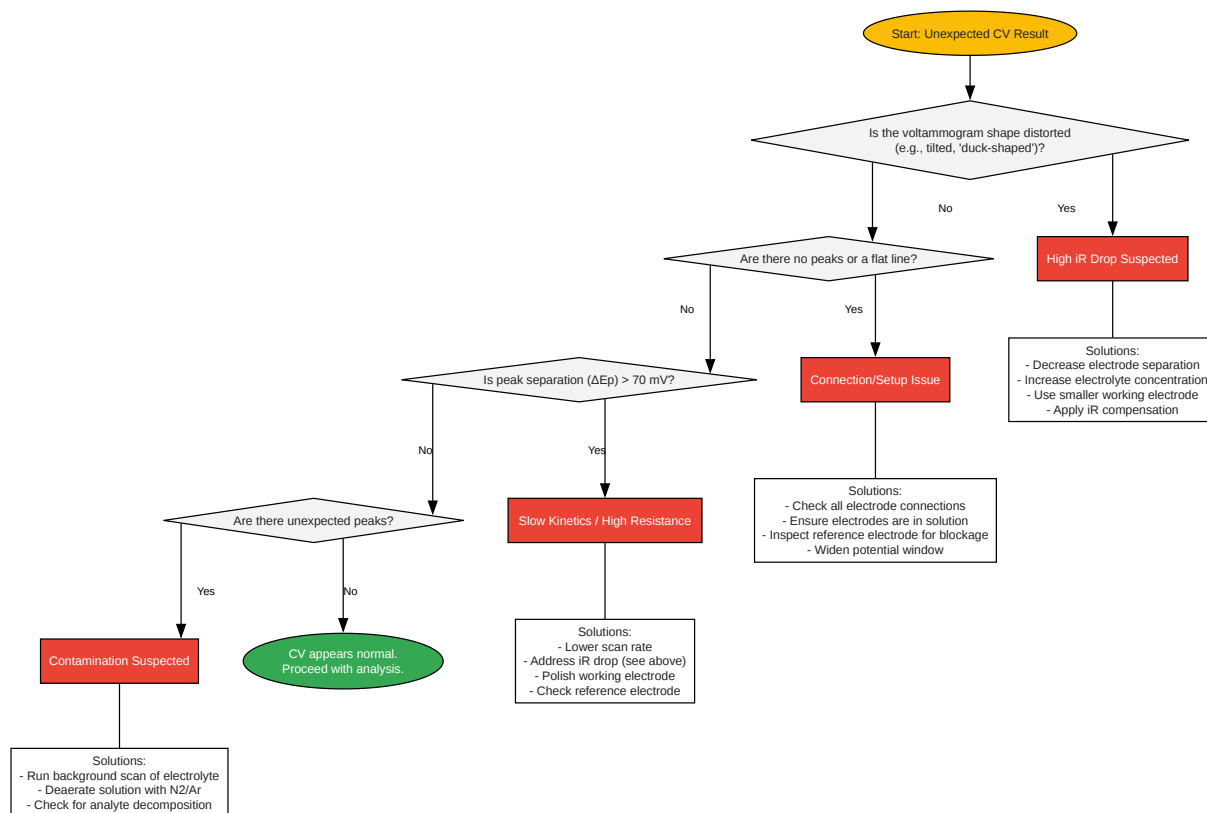 Start: Unexpected CV Result
Is the voltammogram shape distorted
(e.g., tilted, 'duck-shaped')?
No
Yes
Are there no peaks or a flat line?
High iR Drop Suspected
No
Yes
Solutions:
- Decrease electrode separation
- Increase electrolyte concentration
- Use smaller working electrode
- Apply iR compensation
Is peak separation (ΔEp) > 70 mV?
Connection/Setup Issue
No
Yes
Solutions:
- Check all electrode connections
- Ensure electrodes are in solution
- Inspect reference electrode for blockage
- Widen potential window
Are there unexpected peaks?
Slow Kinetics / High Resistance
Yes
No
Solutions:
- Lower scan rate
- Address iR drop (see above)
- Polish working electrode
- Check reference electrode
Contamination Suspected
CV appears normal.
Proceed with analysis.
Solutions:
- Run background scan of electrolyte
- Deaerate solution with N2/Ar
- Check for analyte decomposition